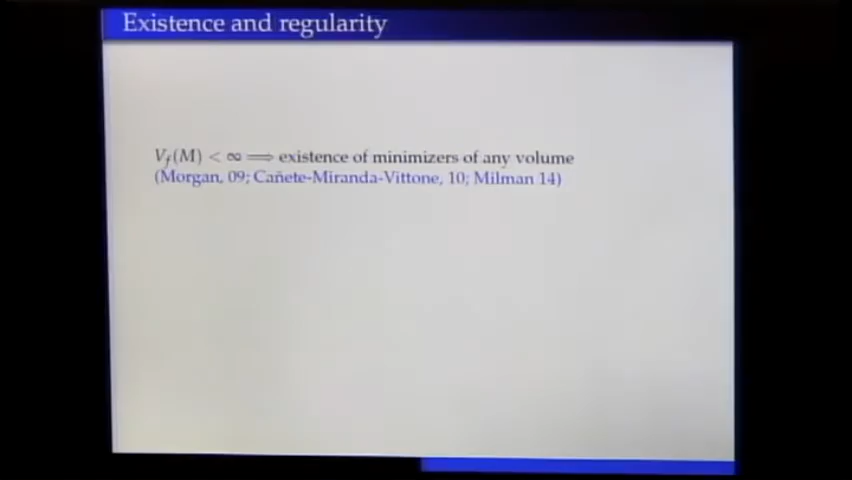 Existence and regularity
V_f(M) < ∞ ⟹ existence of minimizers of any volume
(Morgan, 09; Cañete-Miranda-Vittone, 10; Milman 14)